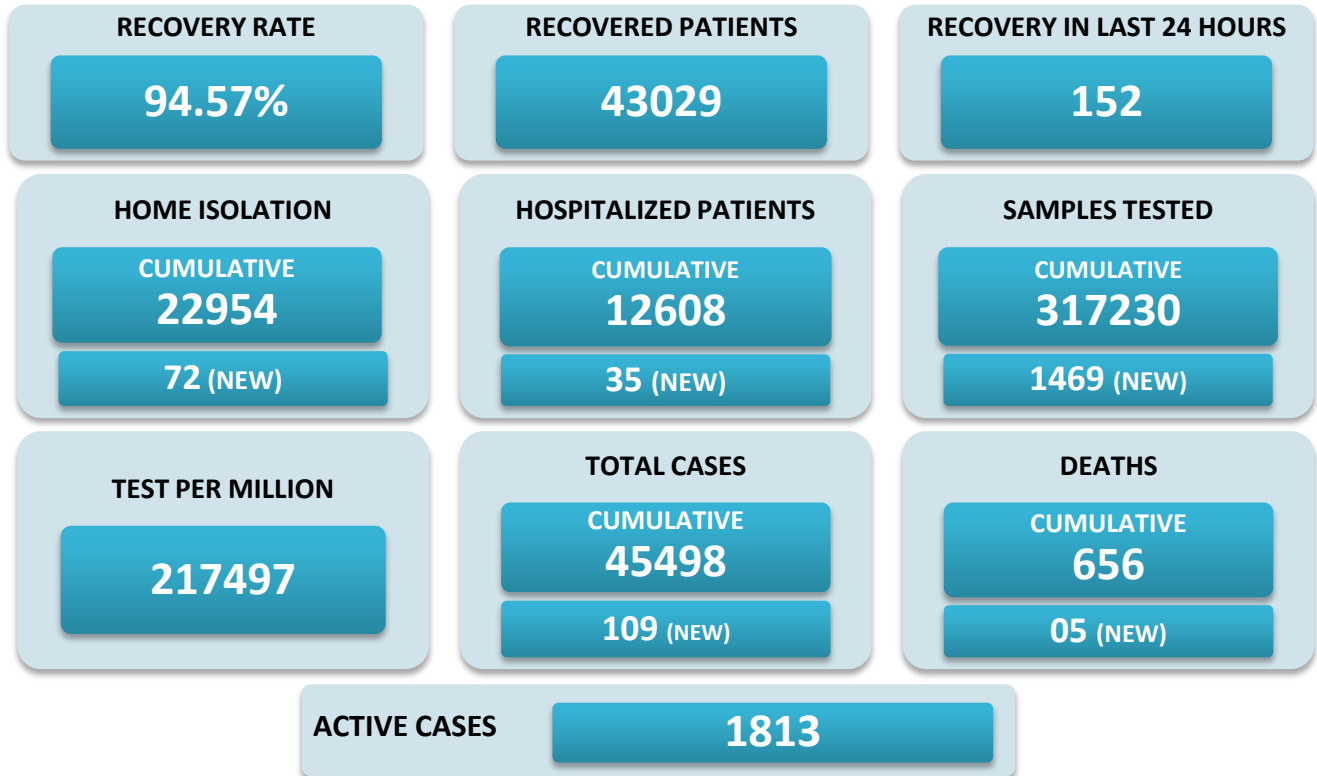 RECOVERY RATE
94.57%
RECOVERED PATIENTS
43029
RECOVERY IN LAST 24 HOURS
152
HOME ISOLATION
CUMULATIVE
22954
72 (NEW)
HOSPITALIZED PATIENTS
CUMULATIVE
12608
35 (NEW)
SAMPLES TESTED
CUMULATIVE
317230
1469 (NEW)
TEST PER MILLION
217497
TOTAL CASES
CUMULATIVE
45498
109 (NEW)
DEATHS
CUMULATIVE
656
05 (NEW)
ACTIVE CASES
1813